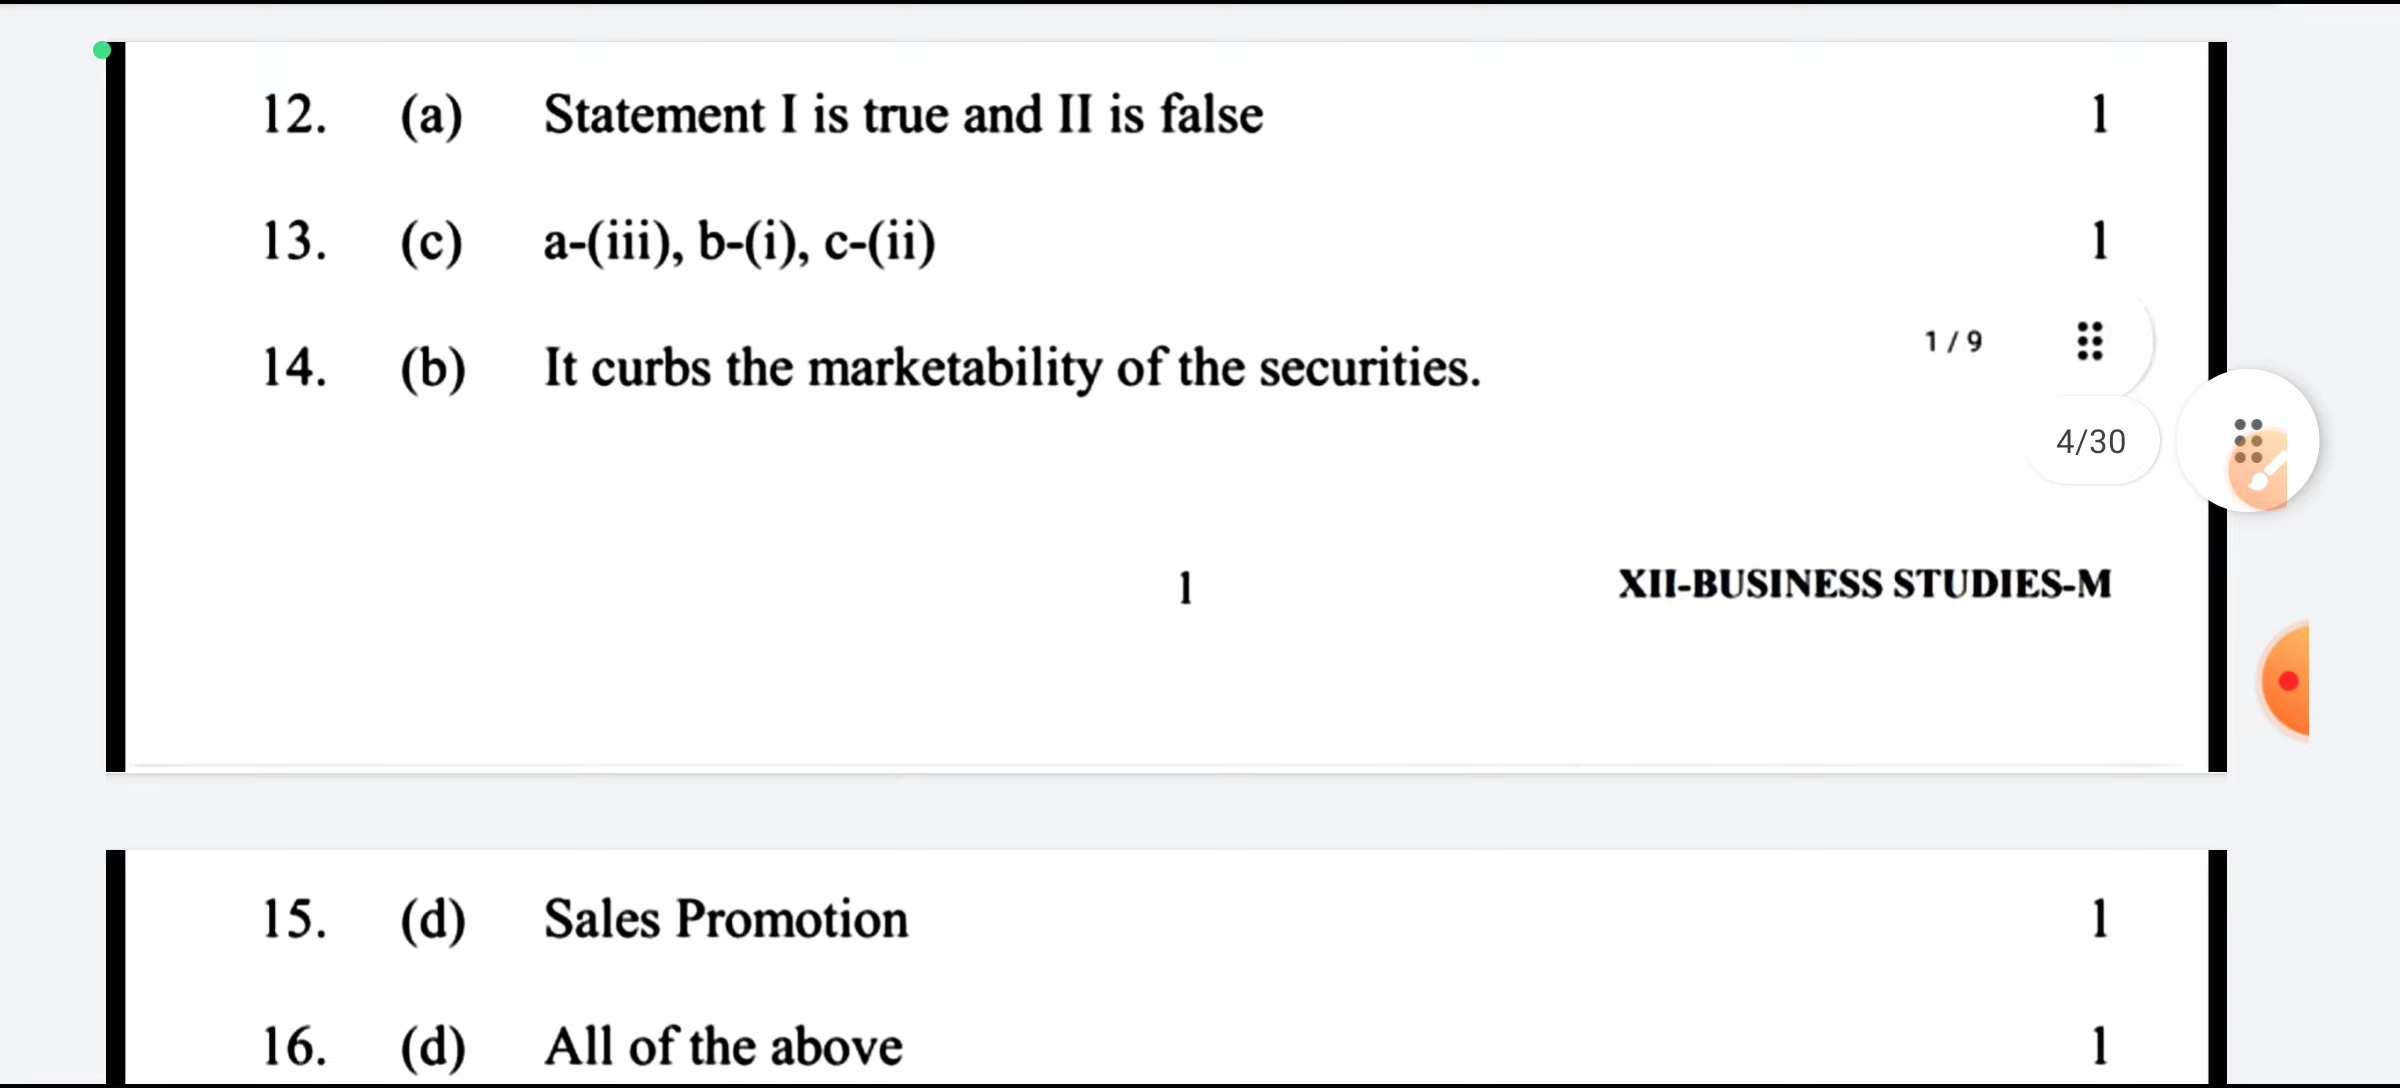 12. (a) Statement I is true and II is false 1
13. (c) a-(iii), b-(i), c-(ii) 1
14. (b) It curbs the marketability of the securities.
1 / 9
4/30
1 XII-BUSINESS STUDIES-M
15. (d) Sales Promotion 1
16. (d) All of the above 1